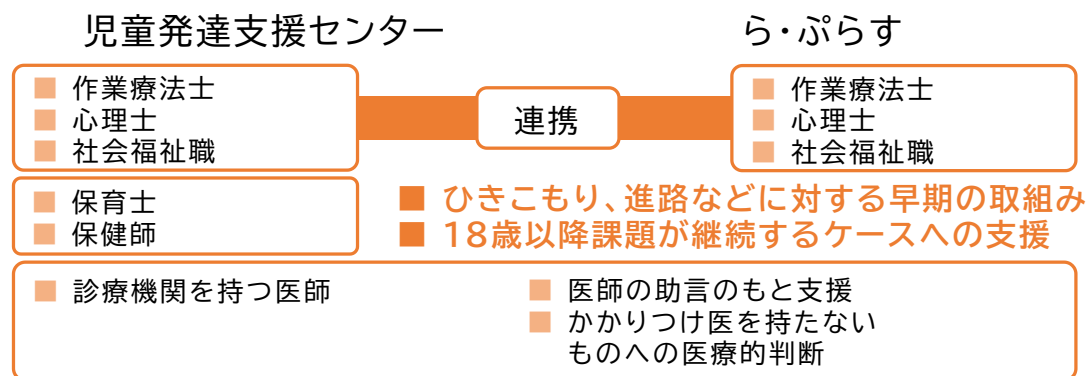 児童発達支援センター
ら・ぷらす
■ 作業療法士
■ 心理士
■ 社会福祉職
連携
■ 作業療法士
■ 心理士
■ 社会福祉職
■ 保育士
■ 保健師
■ ひきこもり、進路などに対する早期の取組み
■ 18歳以降課題が継続するケースへの支援
■ 診療機関を持つ医師
■ 医師の助言のもと支援
■ かかりつけ医を持たない
ものへの医療的判断